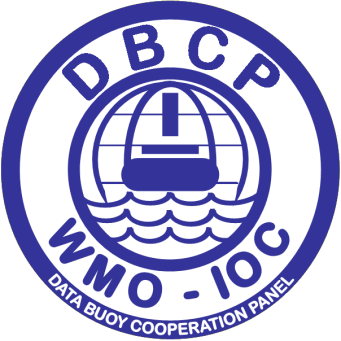 DBCP
WMO - IOC
DATA BUOY COOPERATION PANEL